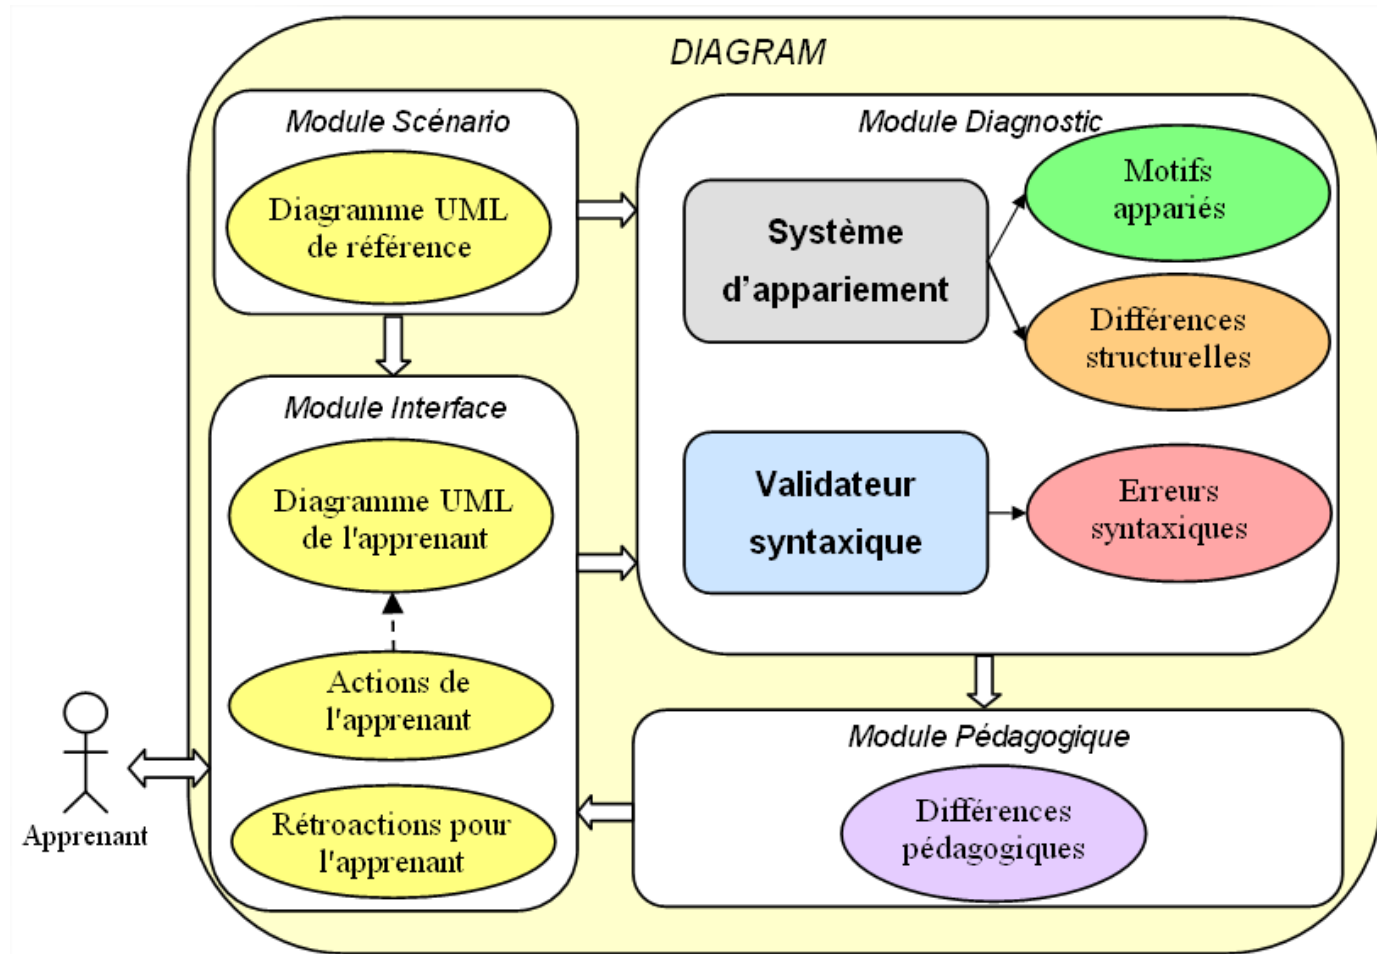 DIAGRAM
Module Scénario
Diagramme UML
de référence
Module Diagnostic
Système
d'appariement
Motifs
appariés
Différences
structurelles
Validateur
syntaxique
Erreurs
syntaxiques
Module Interface
Diagramme UML
de l'apprenant
Actions de
l'apprenant
Rétroactions pour
l'apprenant
Module Pédagogique
Différences
pédagogiques
Apprenant